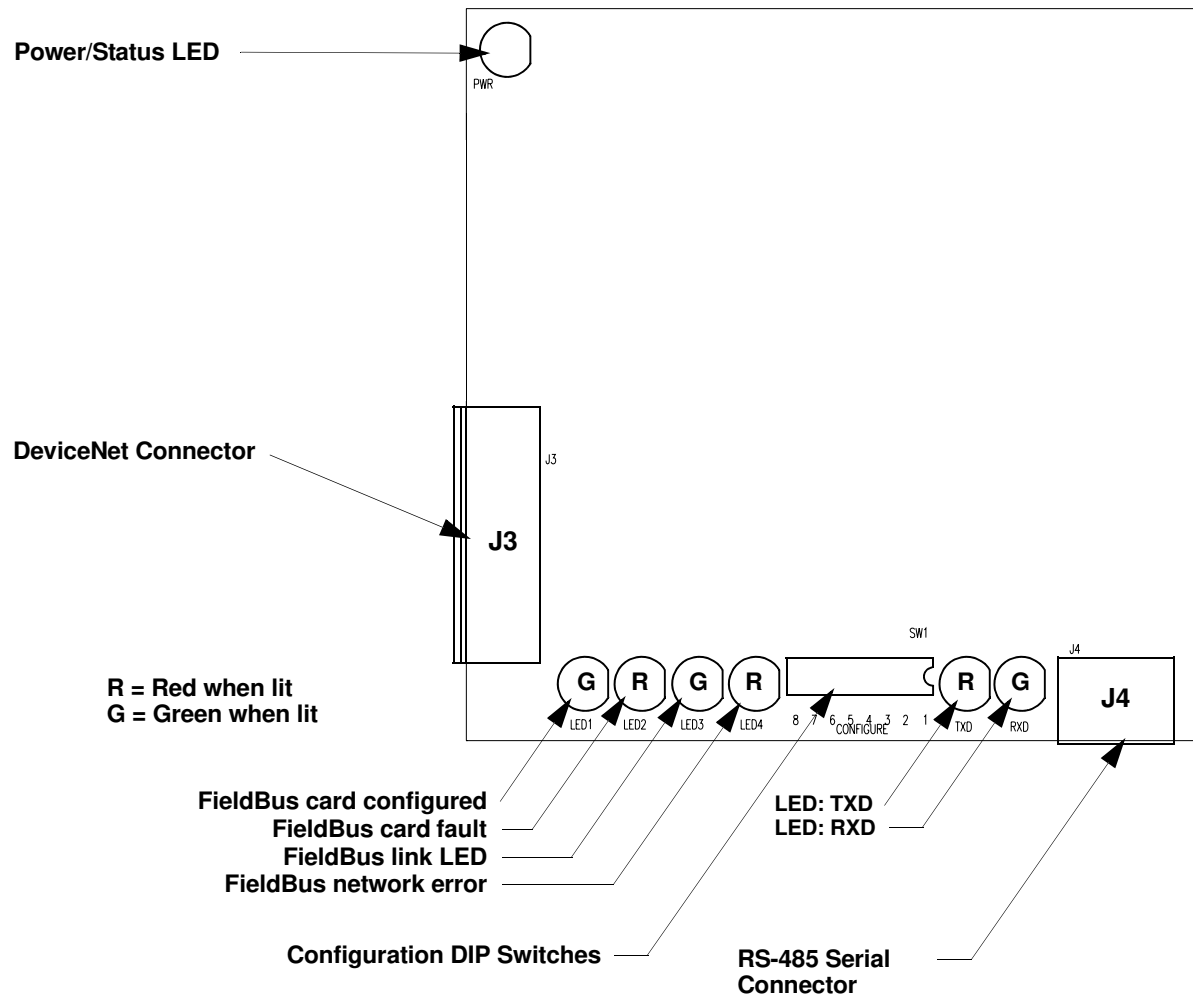 Power/Status LED
PWR
DeviceNet Connector
J3
J3
SW1
J4
R = Red when lit
G = Green when lit
G R G R R G J4
LED1 LED2 LED3 LED4 8 7 6 5 4 3 2 1 TXD RXD
CONFIGURE
FieldBus card configured
FieldBus card fault
FieldBus link LED
FieldBus network error
LED: TXD
LED: RXD
Configuration DIP Switches
RS-485 Serial
Connector